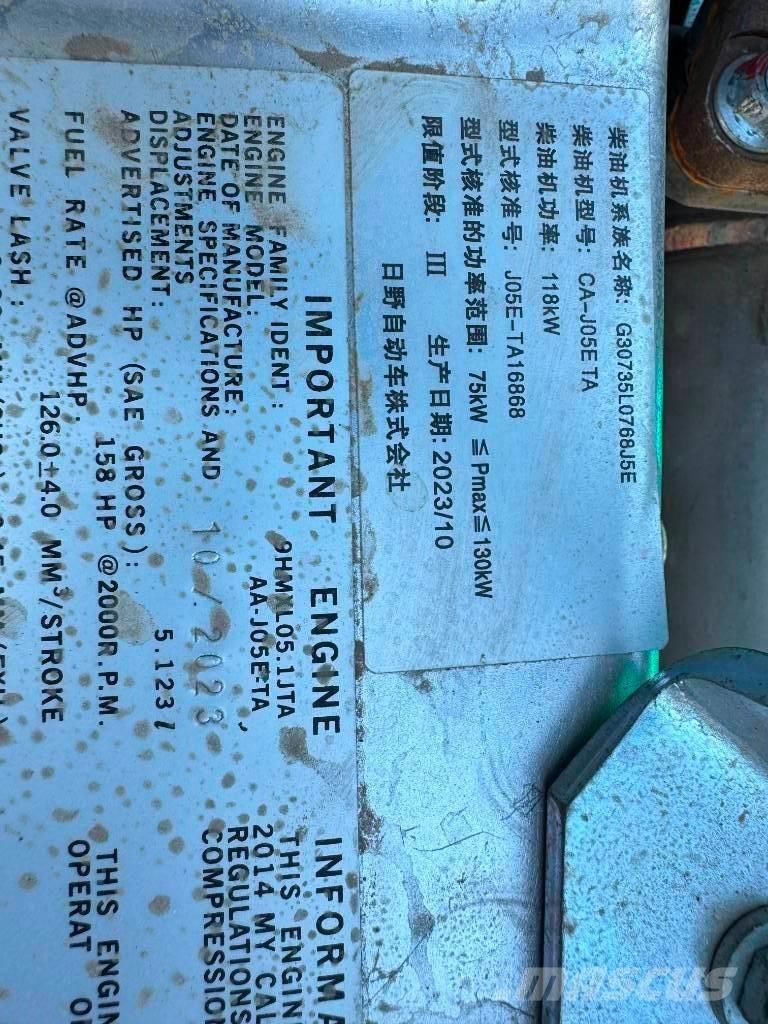 柴油机系族名称: G30735L0768J5E
柴油机型号: CA-J05ETA
柴油机功率: 118kW
型式核准号: J05E-TA16868
型式核准的功率范围: 75kW ≦Pmax≦130kW
限值阶段: III 生产日期: 2023/10
日野自动车株式会社
IMPORTANT ENGINE INFORMA
ENGINE FAMILY IDENT : 9HMXL05.1JTA
ENGINE MODEL: AA-J05E-TA,
DATE OF MANUFACTURE: 10/2023
ENGINE SPECIFICATIONS AND
ADJUSTMENTS
DISPLACEMENT: 5.123 l
ADVERTISED HP (SAE GROSS):
158 HP @2000R.P.M.
FUEL RATE @ADVHP:
126.0±4.0 MM³/STROKE
VALVE LASH :
THIS ENGIN
2014 MY CAL
REGULATIONS
COMPRESSION
THIS ENGIN
OPERAT
MASCUS